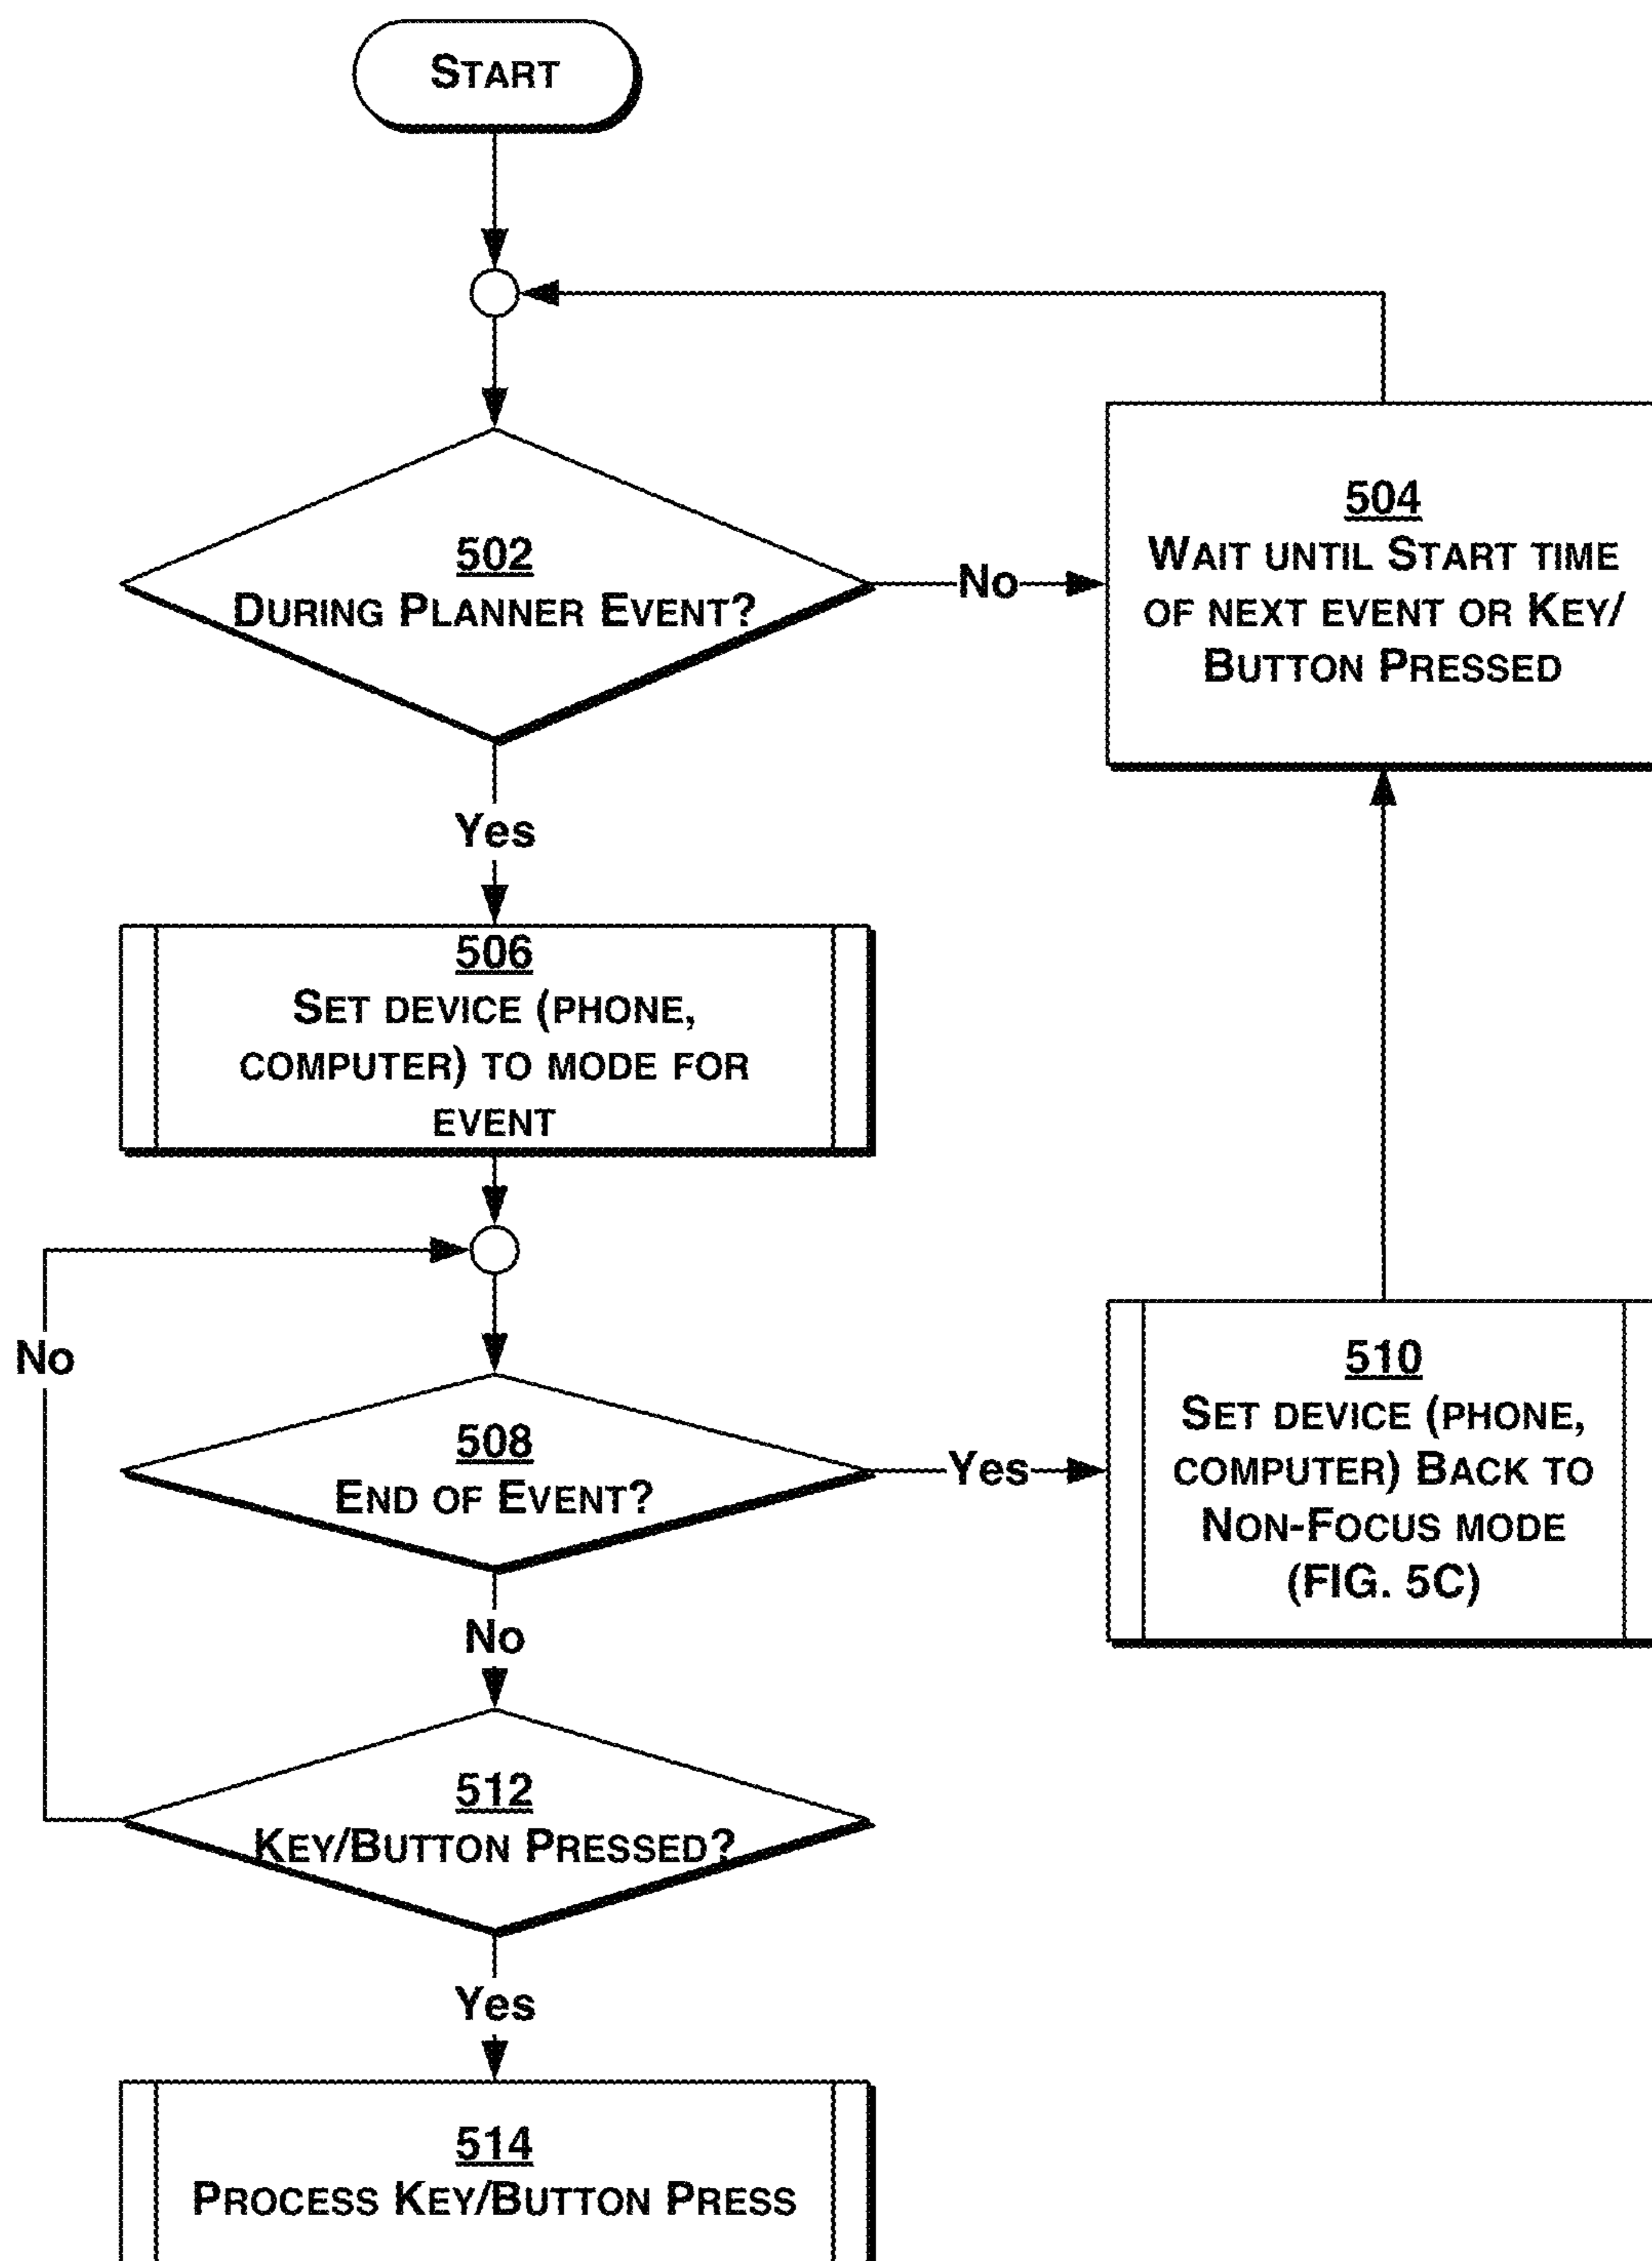 START
502
DURING PLANNER EVENT?
No
504
WAIT UNTIL START TIME
OF NEXT EVENT OR KEY/
BUTTON PRESSED
Yes
506
SET DEVICE (PHONE,
COMPUTER) TO MODE FOR
EVENT
No
508
END OF EVENT?
Yes
510
SET DEVICE (PHONE,
COMPUTER) BACK TO
NON-FOCUS MODE
(FIG. 5C)
No
512
KEY/BUTTON PRESSED?
Yes
514
PROCESS KEY/BUTTON PRESS